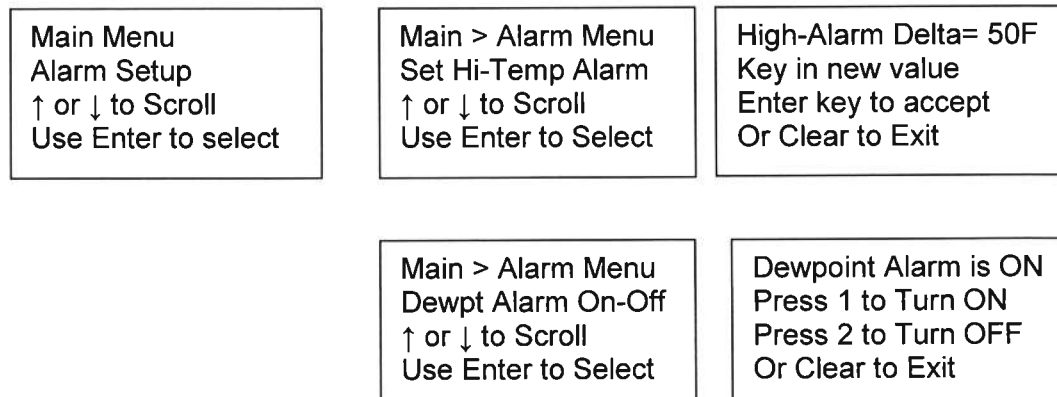 Main Menu
Alarm Setup
↑ or ↓ to Scroll
Use Enter to select
Main > Alarm Menu
Set Hi-Temp Alarm
↑ or ↓ to Scroll
Use Enter to Select
High-Alarm Delta= 50F
Key in new value
Enter key to accept
Or Clear to Exit
Main > Alarm Menu
Dewpt Alarm On-Off
↑ or ↓ to Scroll
Use Enter to Select
Dewpoint Alarm is ON
Press 1 to Turn ON
Press 2 to Turn OFF
Or Clear to Exit